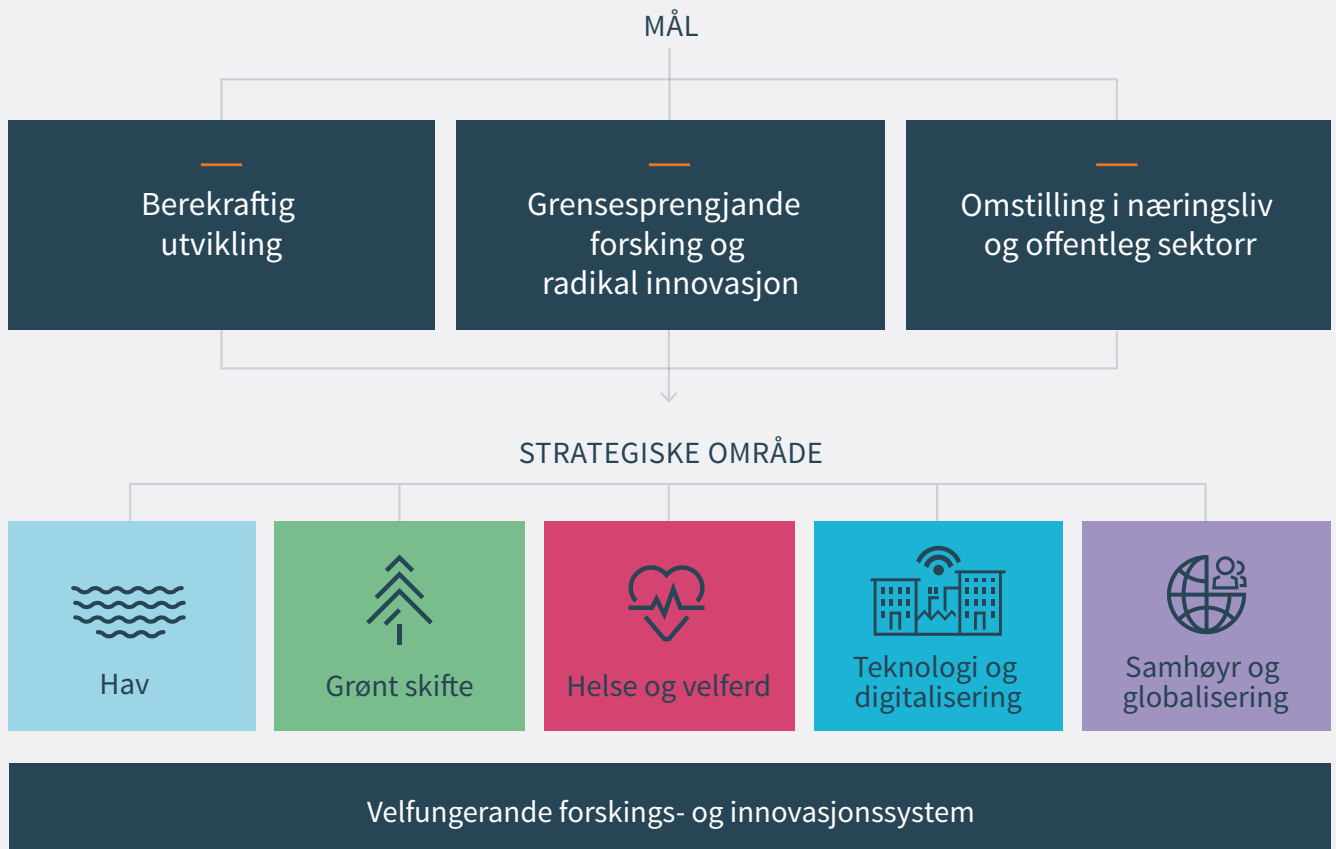 MÅL
Berekraftig
utvikling
Grensesprengjande
forsking og
radikal innovasjon
Omstilling i næringsliv
og offentleg sektorr
STRATEGISKE OMRÅDE
Hav
Grønt skifte
Helse og velferd
Teknologi og
digitalisering
Samhøyr og
globalisering
Velfungerande forskings- og innovasjonssystem